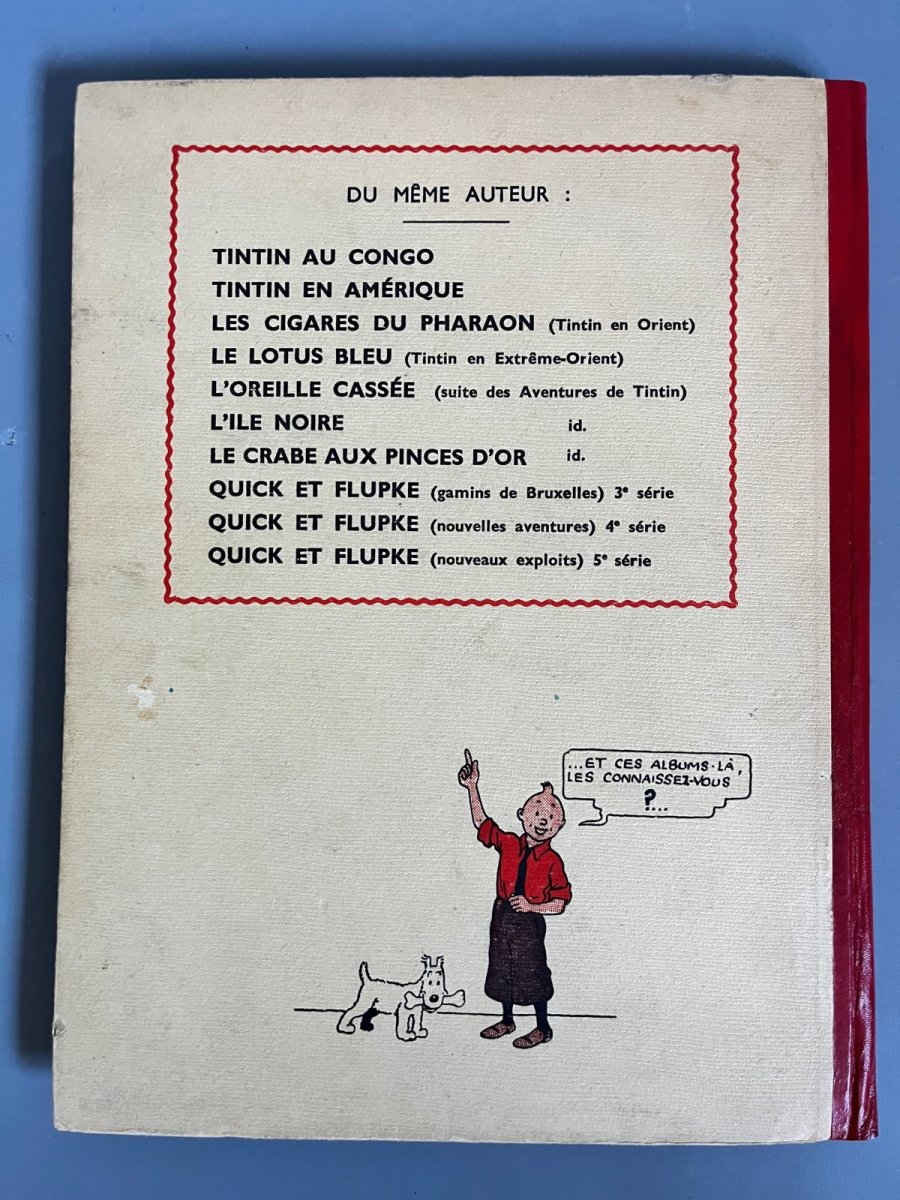 DU MÊME AUTEUR :
TINTIN AU CONGO
TINTIN EN AMÉRIQUE
LES CIGARES DU PHARAON (Tintin en Orient)
LE LOTUS BLEU (Tintin en Extrême-Orient)
L'OREILLE CASSÉE (suite des Aventures de Tintin)
L'ILE NOIRE id.
LE CRABE AUX PINCES D'OR id.
QUICK ET FLUPKE (gamins de Bruxelles) 3e série
QUICK ET FLUPKE (nouvelles aventures) 4e série
QUICK ET FLUPKE (nouveaux exploits) 5e série
...ET CES ALBUMS-LÀ,
LES CONNAISSEZ-VOUS
?...